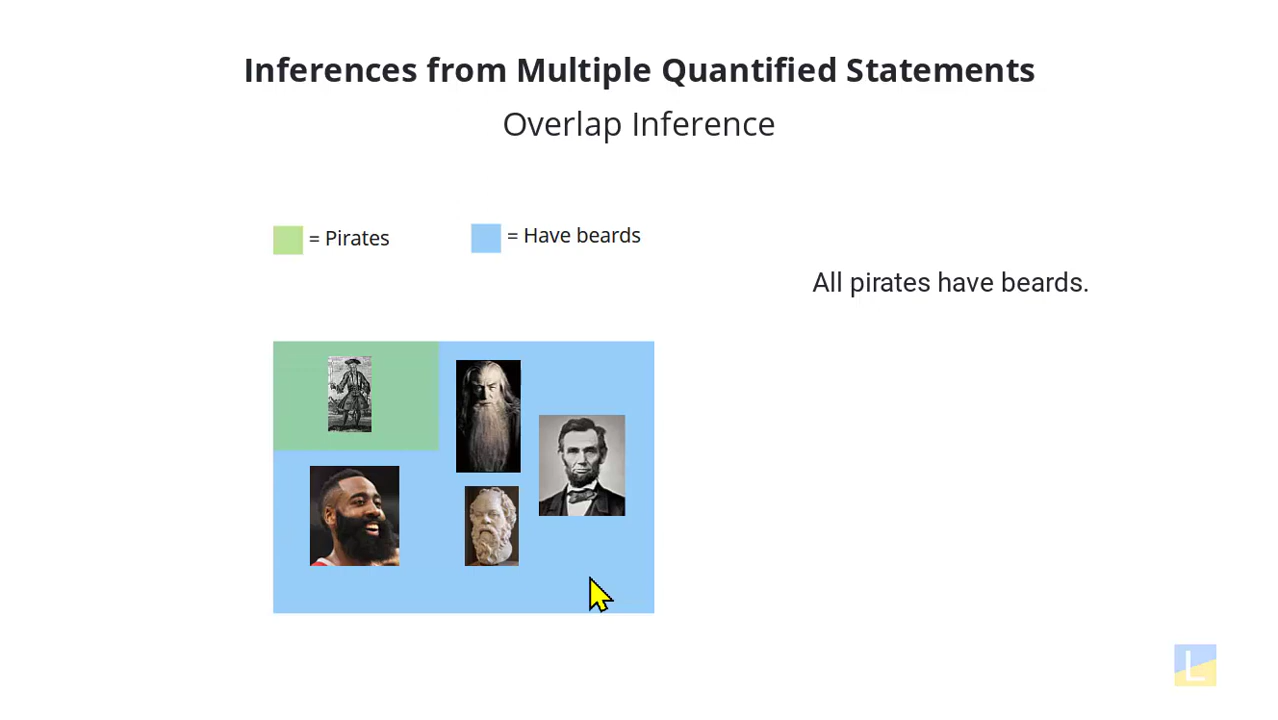 Inferences from Multiple Quantified Statements
Overlap Inference
= Pirates
= Have beards
All pirates have beards.
L